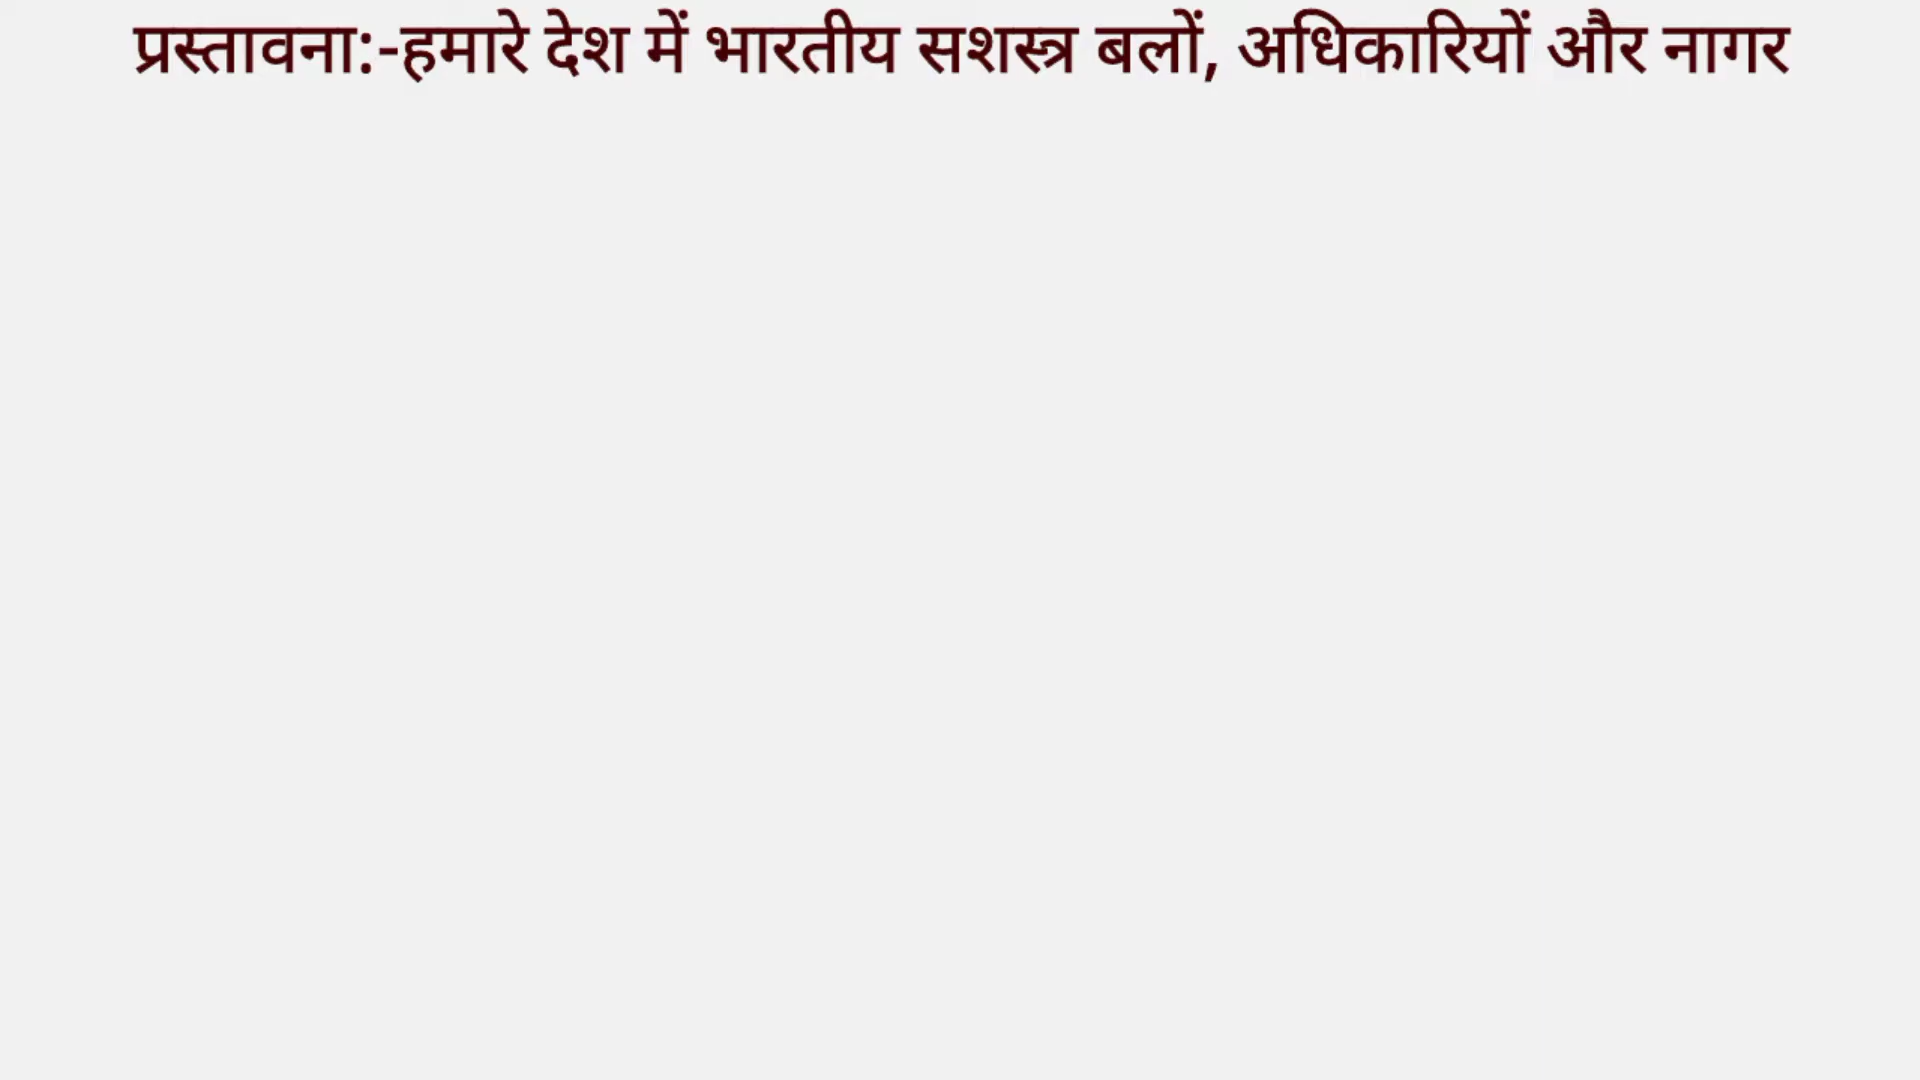 प्रस्तावना:-हमारे देश में भारतीय सशस्त्र बलों, अधिकारियों और नागर